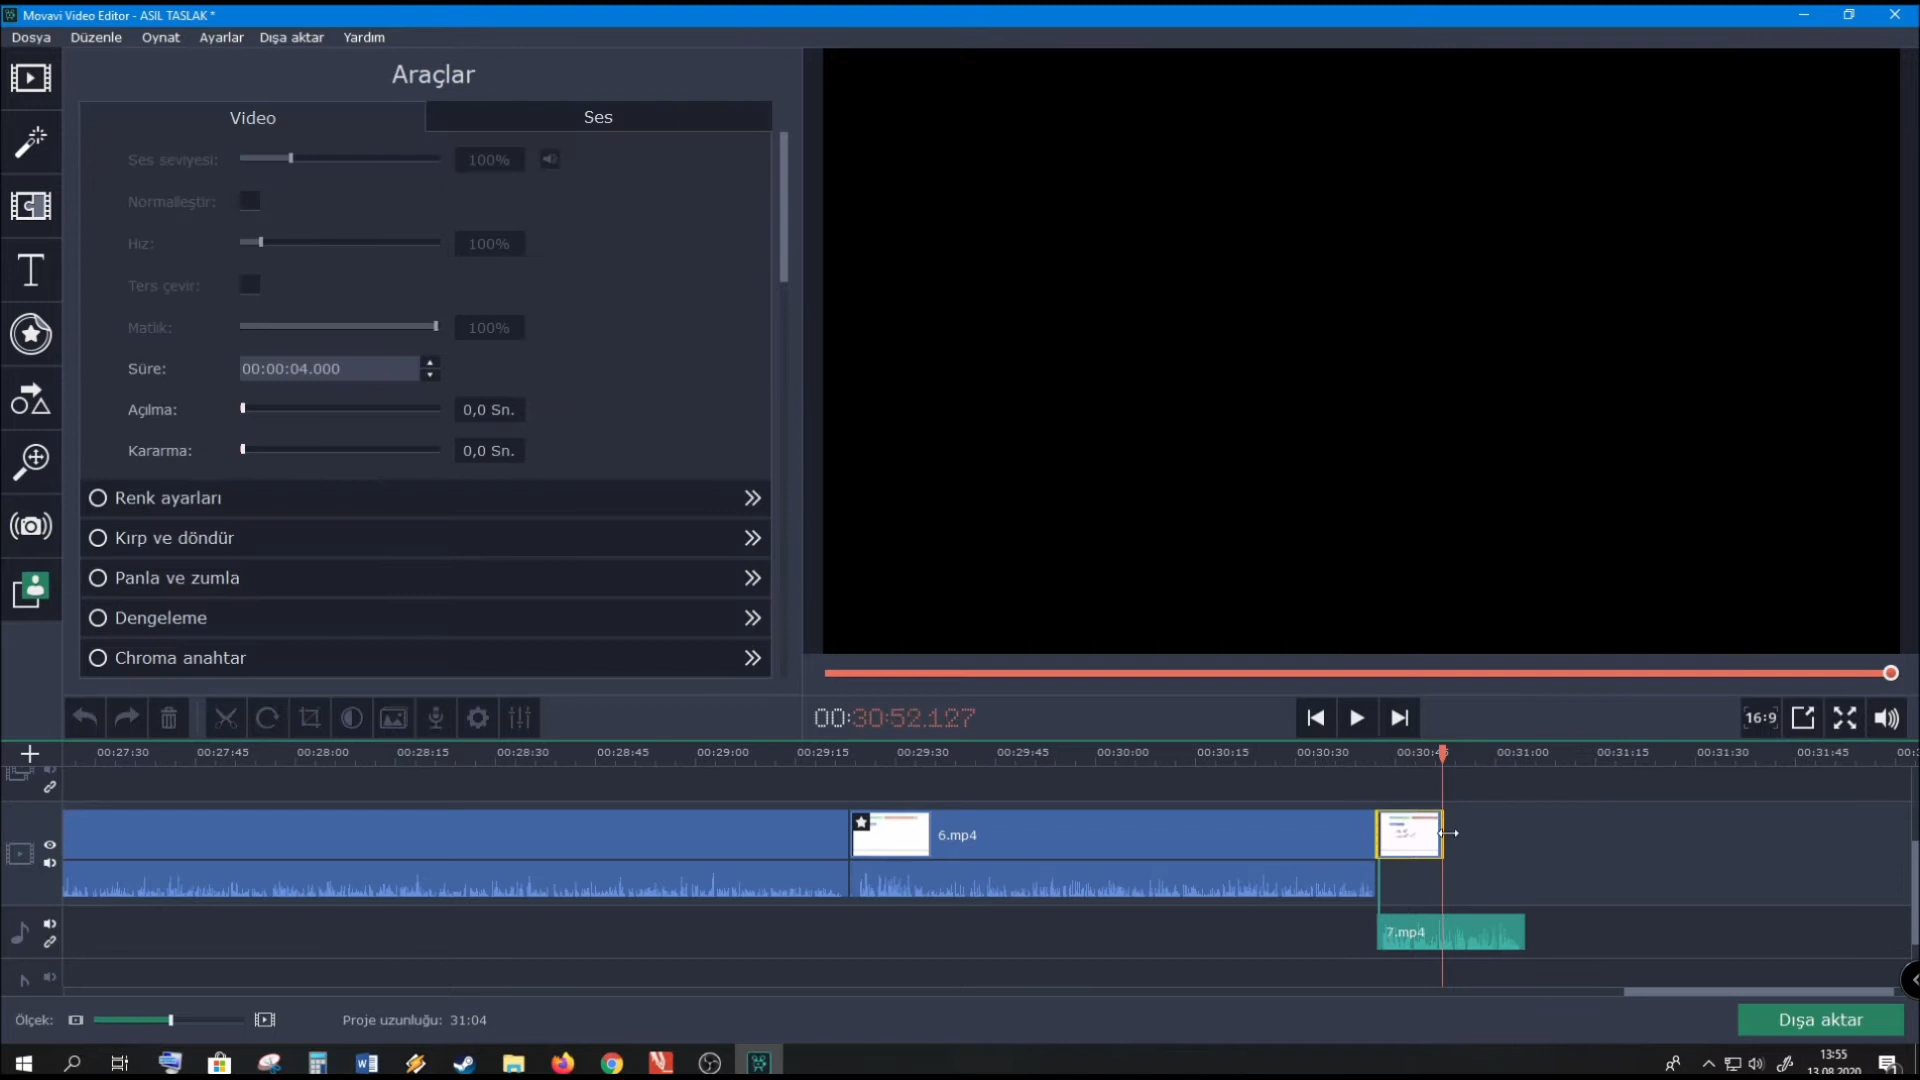 Movavi Video Editor - ASIL TASLAK *
Dosya Düzenle Oynat Ayarlar Dışa aktar Yardım
Araçlar
Video Ses
Ses seviyesi: 100%
Normalleştir:
Hız: 100%
Ters çevir:
Matlık: 100%
Süre: 00:00:04.000
Açılma: 0,0 Sn.
Kararma: 0,0 Sn.
Renk ayarları
Kırp ve döndür
Panla ve zumla
Dengeleme
Chroma anahtar
00:30:52.127
16:9
00:27:30 00:27:45 00:28:00 00:28:15 00:28:30 00:28:45 00:29:00 00:29:15 00:29:30 00:29:45 00:30:00 00:30:15 00:30:30 00:30:45 00:31:00 00:31:15 00:31:30 00:31:45
6.mp4
7.mp4
Ölçek: Proje uzunluğu: 31:04
Dışa aktar
13:55
13.08.2020